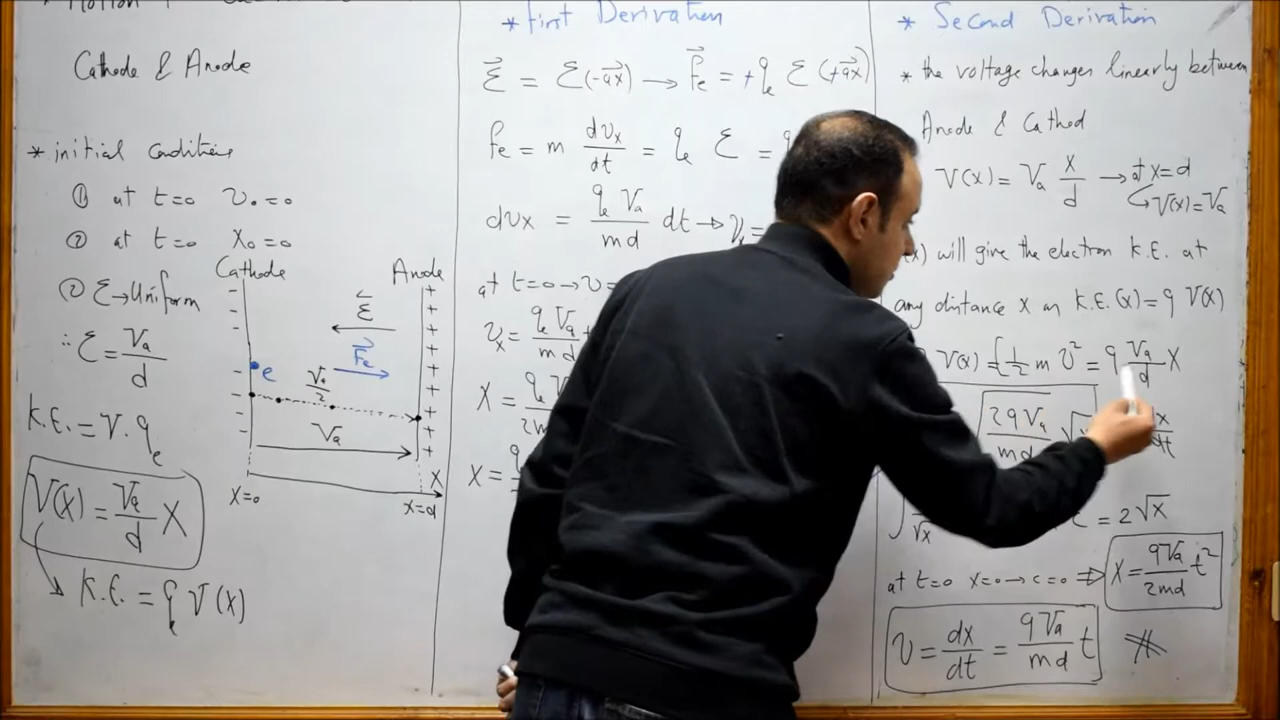 * Motion
Cathode & Anode
* initial conditions
① at t=0 v₀=0
② at t=0 x₀=0
② ℰ→Uniform
∴ ℰ = Va/d
K.E. = V.qe
V(x) = Va/d X
K.E. = qe V(x)
Cathode
Anode
ℰ
Fe
e
V₀/2
Va
X
X=0
X=d
* First Derivation
ℰ = ℰ(-ax) → Fe = +qe ℰ (+ax)
fe = m dvx/dt = qe ℰ =
dvx = qe Va/md dt → vx =
at t=0 → v=
vx = qe Va/md
X =
X =
* Second Derivation
* the voltage changes linearly between
Anode & Cathod
V(x) = Va x/d → at x=d
↳ V(x)=Va
(x) will give the electron K.E. at
any distance x as K.E.(x) = q V(x)
V(x) = ½ m v² = q Va/d X
2qVa/md
= 2√x
at t=0 x=0 → c=0 ⇒ X = qVa/2md t²
v = dx/dt = qVa/md t